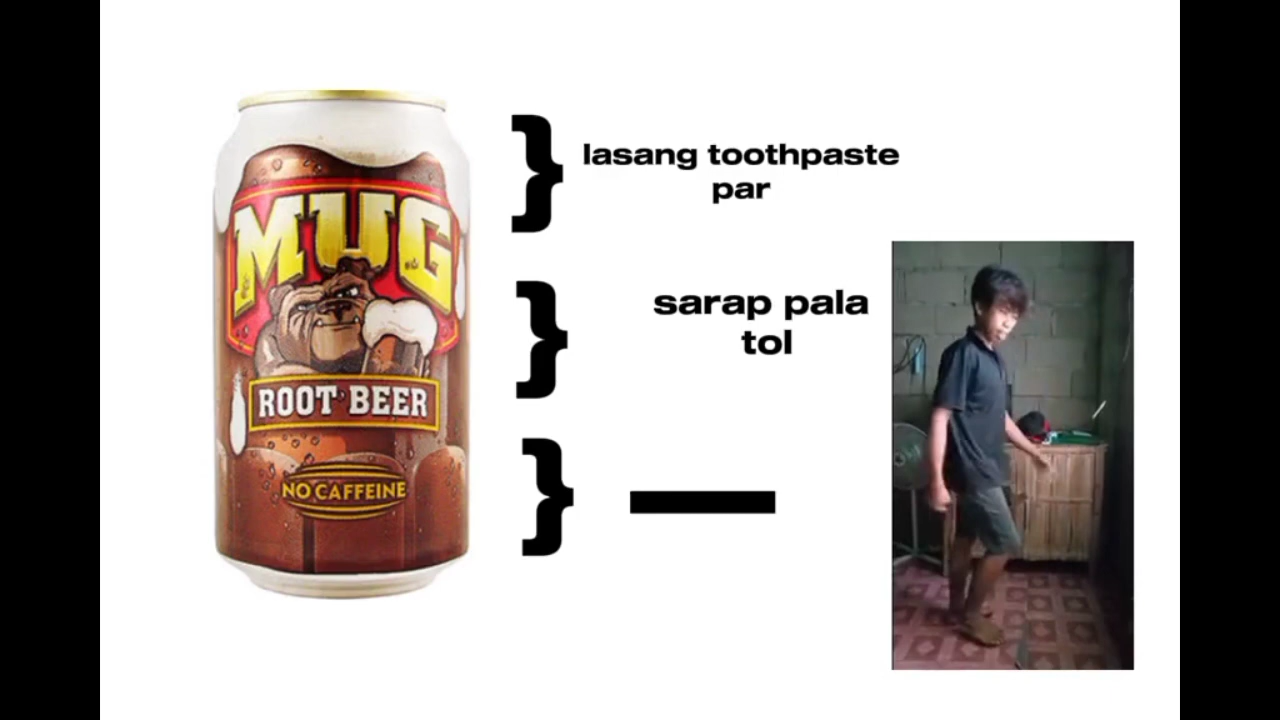 MUG
ROOT BEER
NO CAFFEINE
lasang toothpaste
par
sarap pala
tol